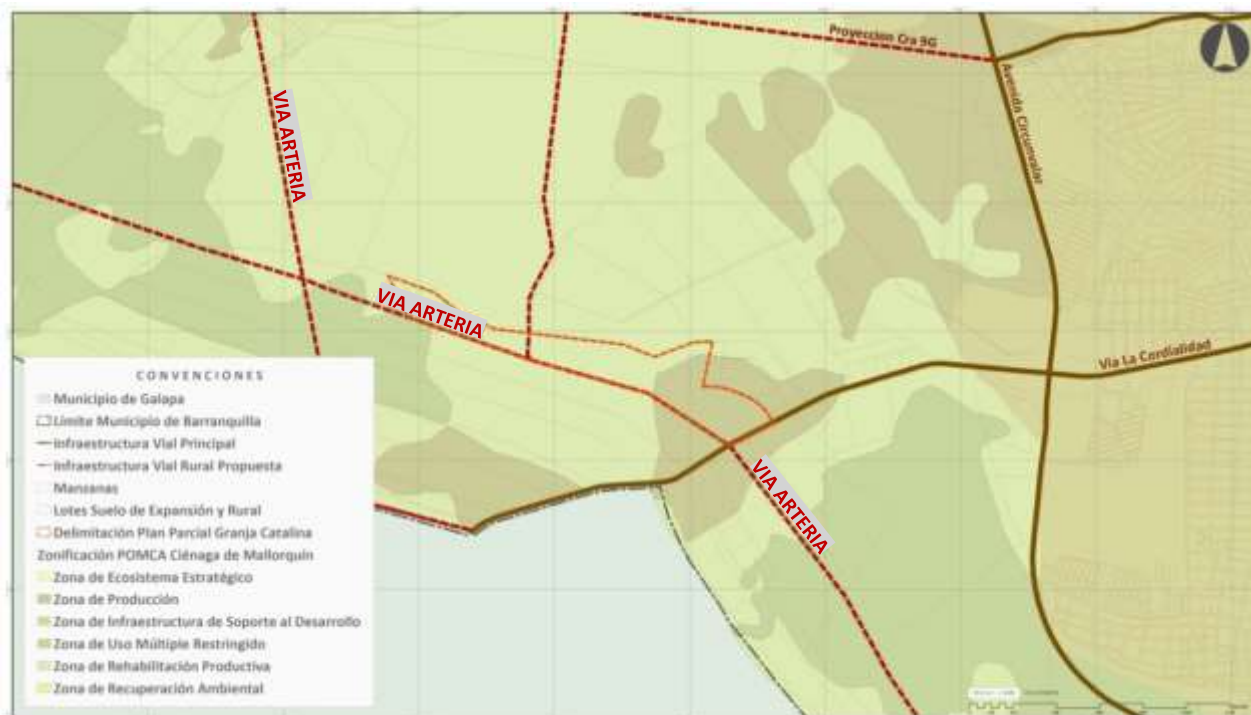 Proyeccion Cra 9G
Avenida Circunvalar
VIA ARTERIA
VIA ARTERIA
Via La Cordialidad
VIA ARTERIA
CONVENCIONES
Municipio de Galapa
Límite Municipio de Barranquilla
Infraestructura Vial Principal
Infraestructura Vial Rural Propuesta
Manzanas
Lotes Suelo de Expansión y Rural
Delimitación Plan Parcial Granja Catalina
Zonificación POMCA Ciénaga de Mallorquín
Zona de Ecosistema Estratégico
Zona de Producción
Zona de Infraestructura de Soporte al Desarrollo
Zona de Uso Múltiple Restringido
Zona de Rehabilitación Productiva
Zona de Recuperación Ambiental